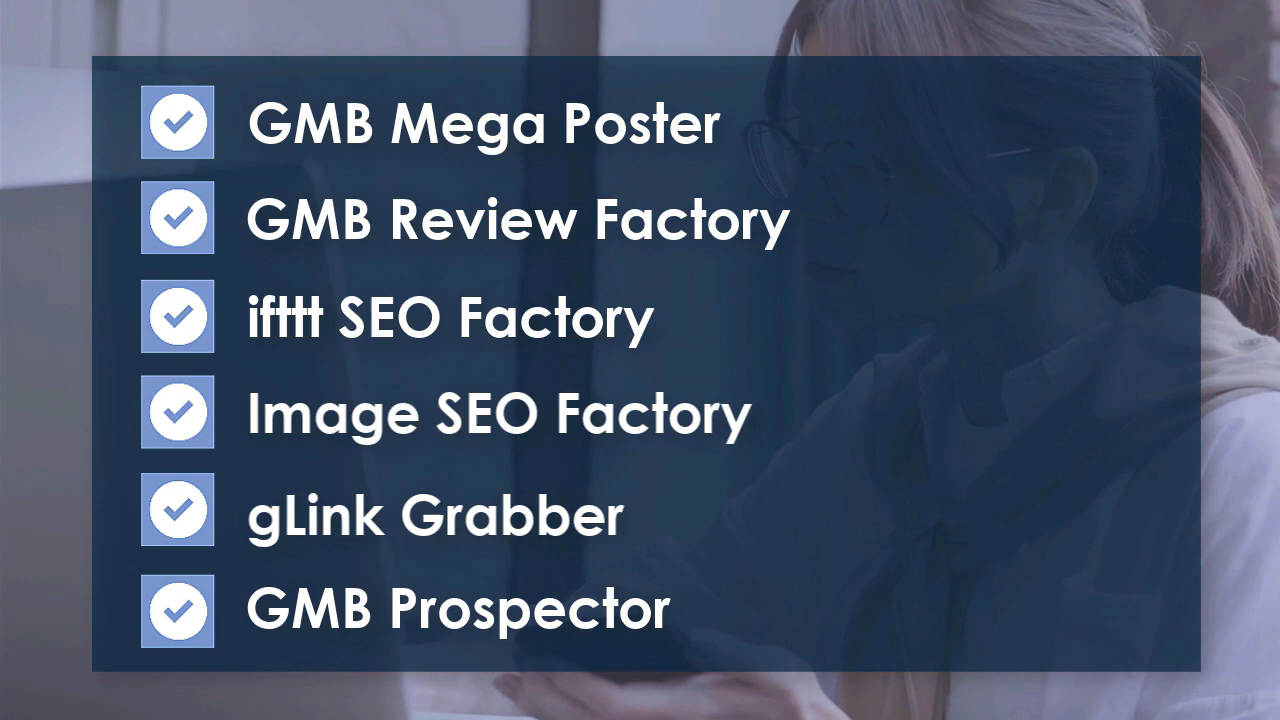 GMB Mega Poster
GMB Review Factory
ifttt SEO Factory
Image SEO Factory
gLink Grabber
GMB Prospector